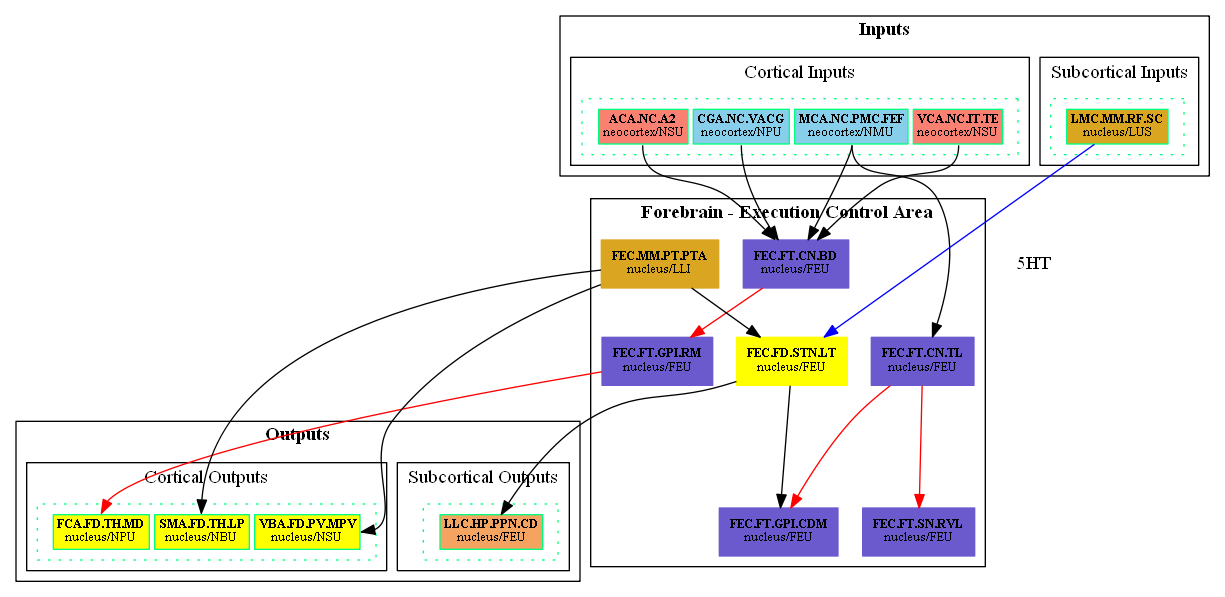 Inputs
Cortical Inputs
Subcortical Inputs
ACA.NC.A2
neocortex/NSU
CGA.NC.VACG
neocortex/NPU
MCA.NC.PMC.FEF
neocortex/NMU
VCA.NC.IT.TE
neocortex/NSU
LMC.MM.RF.SC
nucleus/LUS
Forebrain - Execution Control Area
FEC.MM.PT.PTA
nucleus/LLI
FEC.FT.CN.BD
nucleus/FEU
5HT
FEC.FT.GPI.RM
nucleus/FEU
FEC.FD.STN.LT
nucleus/FEU
FEC.FT.CN.TL
nucleus/FEU
Outputs
Cortical Outputs
Subcortical Outputs
FCA.FD.TH.MD
nucleus/NPU
SMA.FD.TH.LP
nucleus/NBU
VBA.FD.PV.MPV
nucleus/NSU
LLC.HP.PPN.CD
nucleus/FEU
FEC.FT.GPI.CDM
nucleus/FEU
FEC.FT.SN.RVL
nucleus/FEU